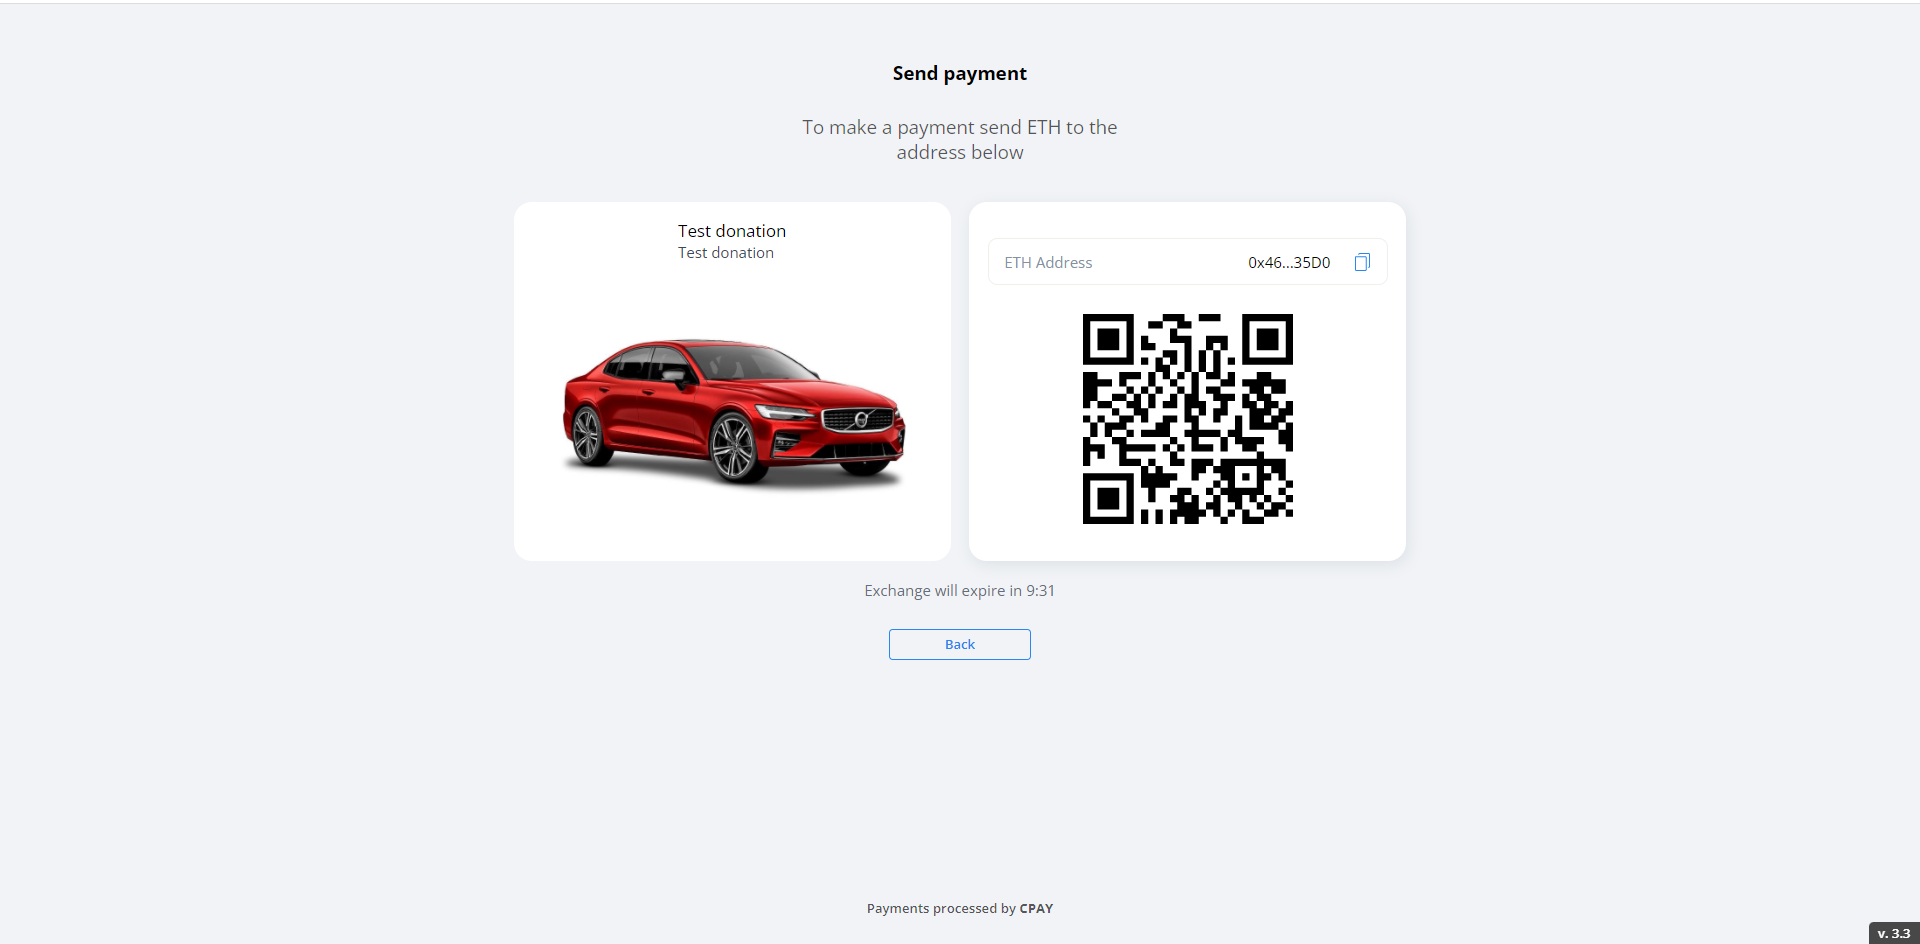 Send payment
To make a payment send ETH to the
address below
Test donation
Test donation
ETH Address 0x46...35D0
Exchange will expire in 9:31
Back
Payments processed by CPAY
v. 3.3